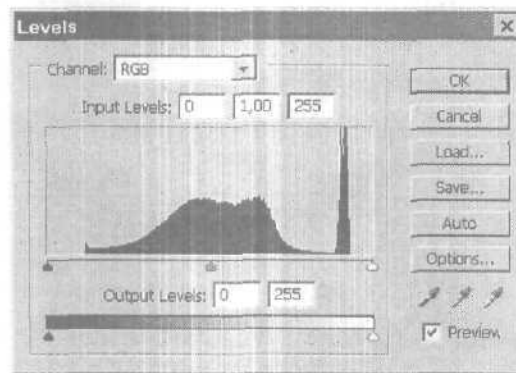 Levels
Channel: RGB
OK
Input Levels: 0 1,00 255
Cancel
Load...
Save...
Auto
Options...
Output Levels: 0 255
Preview